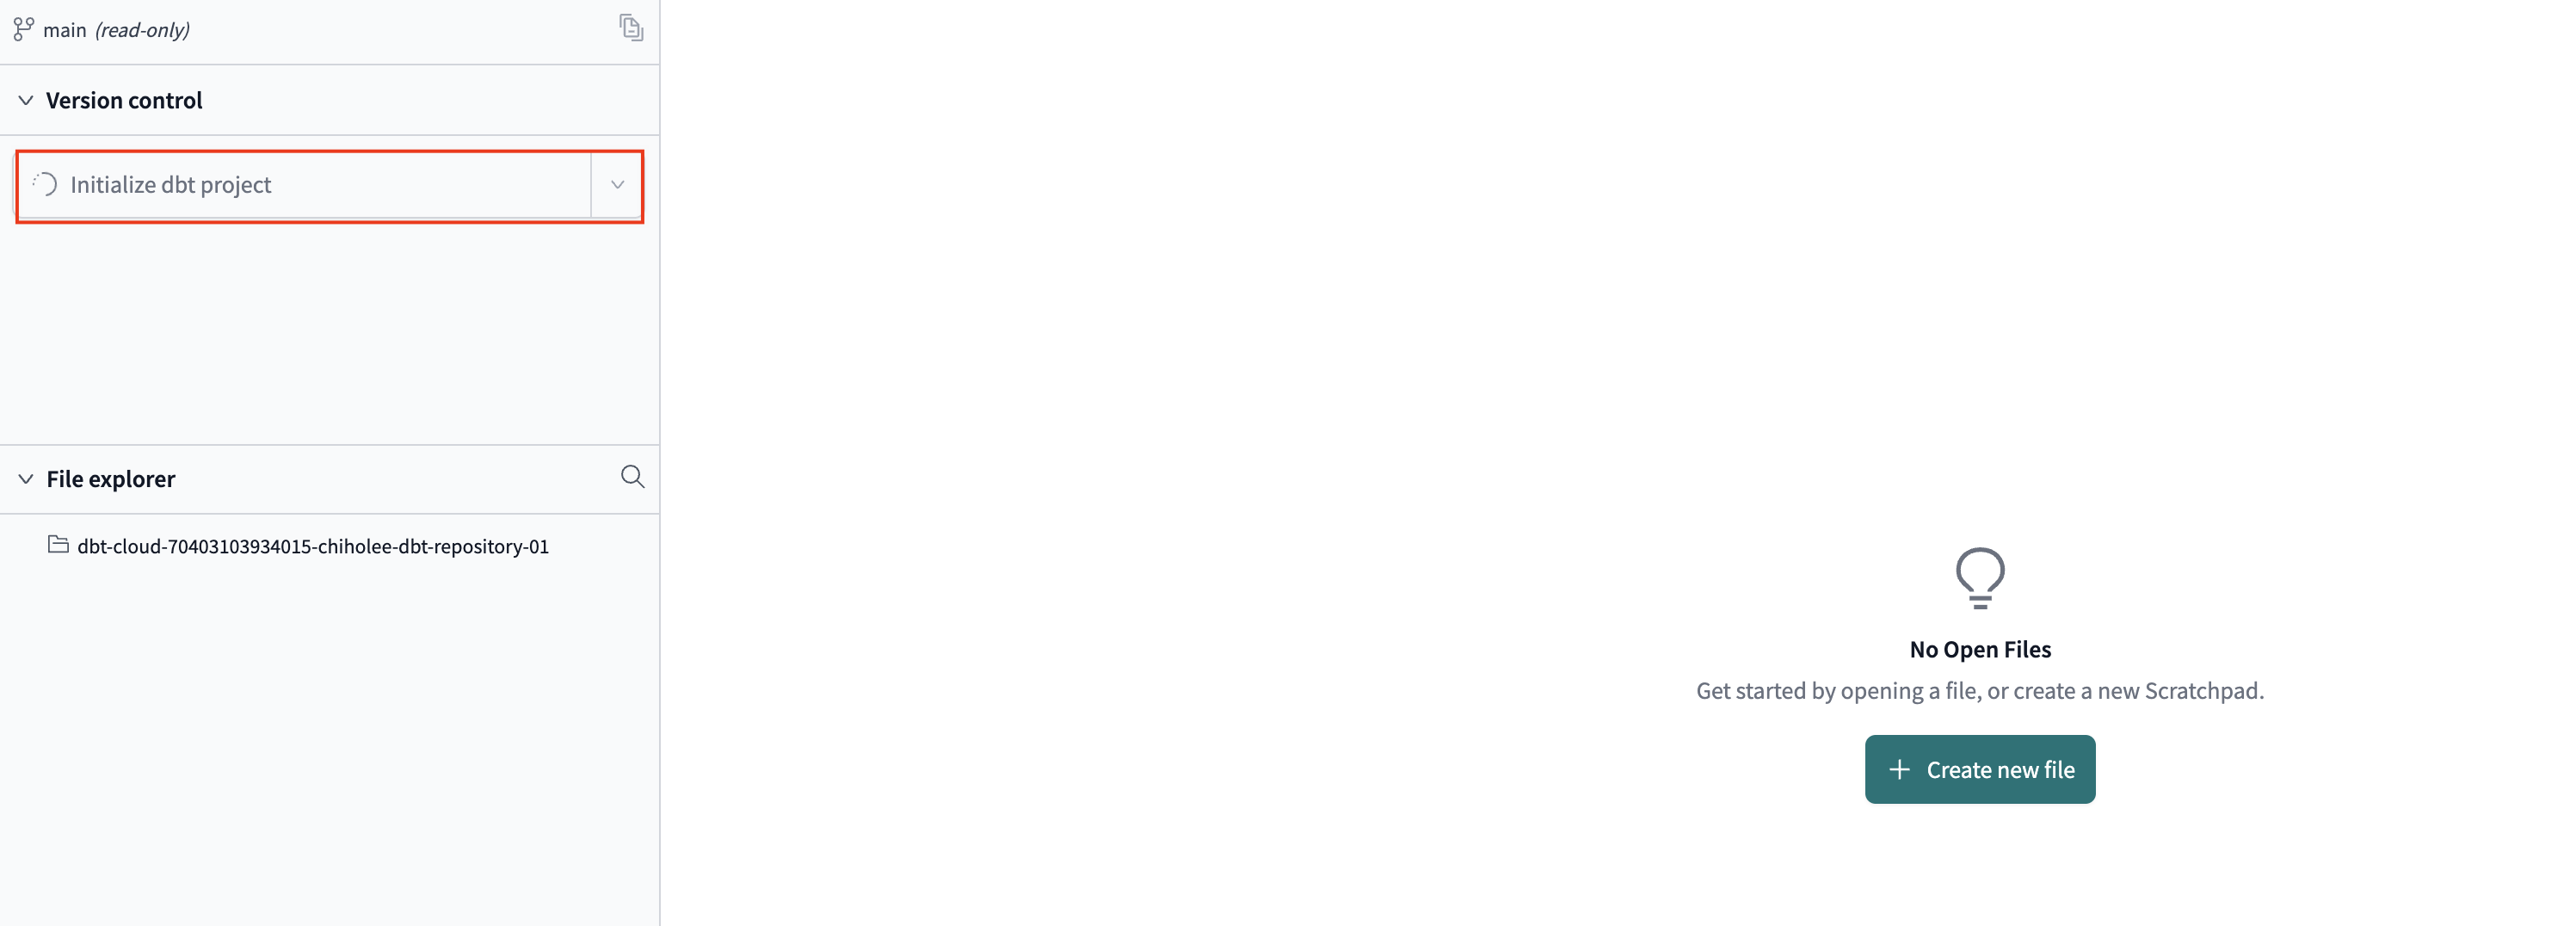 main (read-only)
Version control
Initialize dbt project
File explorer
dbt-cloud-70403103934015-chiholee-dbt-repository-01
No Open Files
Get started by opening a file, or create a new Scratchpad.
Create new file